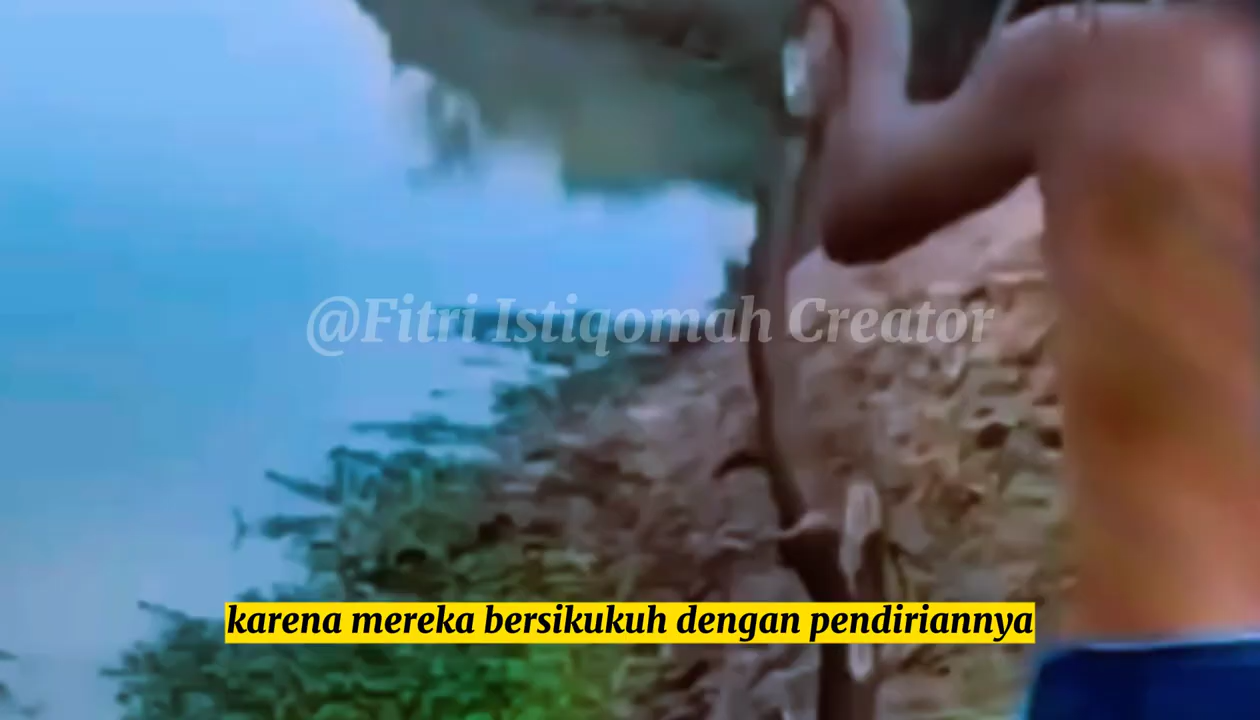 @Fitri Istiqomah Creator
karena mereka bersikukuh dengan pendiriannya